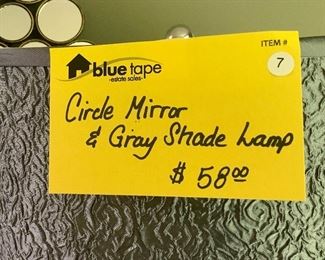 ITEM #
7
blue tape
-estate sales-
Circle Mirror
& Gray Shade Lamp
$ 58.00